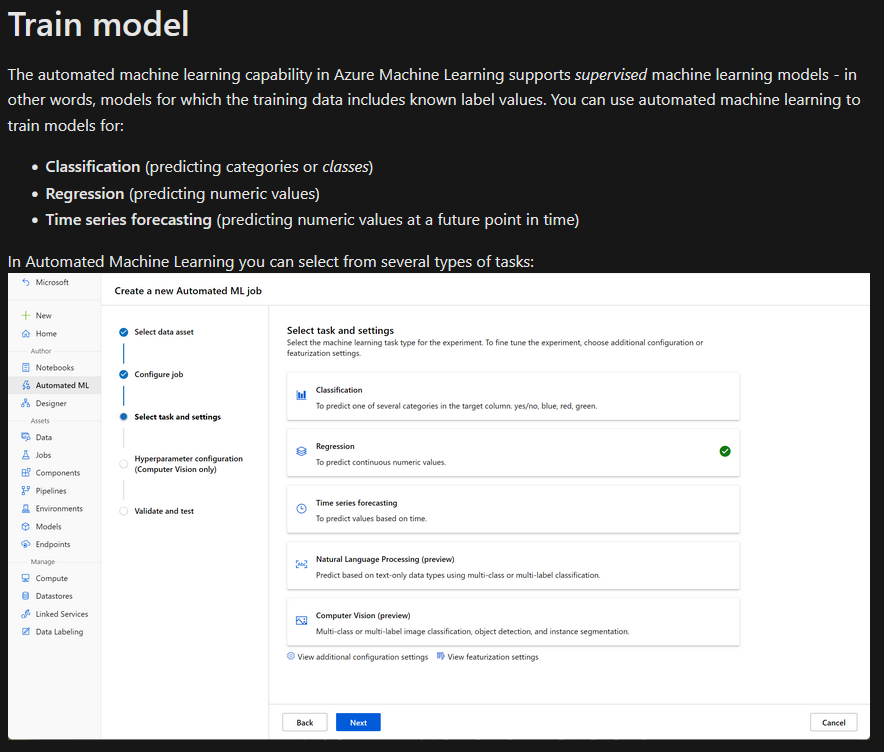 Train model
The automated machine learning capability in Azure Machine Learning supports supervised machine learning models - in
other words, models for which the training data includes known label values. You can use automated machine learning to
train models for:
• Classification (predicting categories or classes)
• Regression (predicting numeric values)
• Time series forecasting (predicting numeric values at a future point in time)
In Automated Machine Learning you can select from several types of tasks:
Microsoft
New
Home
Author
Notebooks
Automated ML
Designer
Assets
Data
Jobs
Components
Pipelines
Environments
Models
Endpoints
Manage
Compute
Datastores
Linked Services
Data Labeling
Create a new Automated ML job
Select data asset
Configure job
Select task and settings
Hyperparameter configuration
(Computer Vision only)
Validate and test
Select task and settings
Select the machine learning task type for the experiment. To fine tune the experiment, choose additional configuration or
featurization settings.
Classification
To predict one of several categories in the target column. yes/no, blue, red, green.
Regression
To predict continuous numeric values.
Time series forecasting
To predict values based on time.
Natural Language Processing (preview)
Predict based on text-only data types using multi-class or multi-label classification.
Computer Vision (preview)
Multi-class or multi-label image classification, object detection, and instance segmentation.
View additional configuration settings View featurization settings
Back Next Cancel